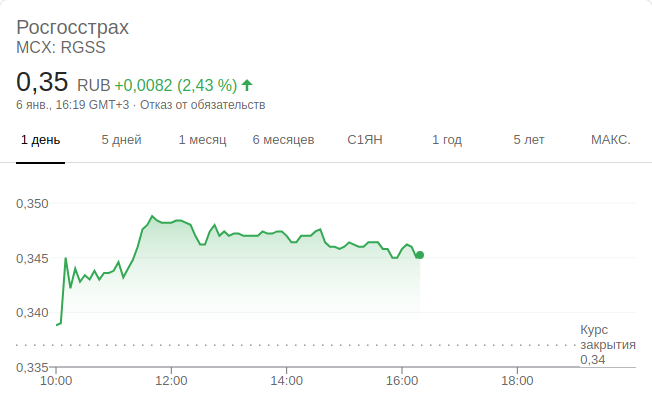 Росгосстрах
MCX: RGSS
0,35 RUB +0,0082 (2,43 %)
6 янв., 16:19 GMT+3 · Отказ от обязательств
1 день 5 дней 1 месяц 6 месяцев С1ЯН 1 год 5 лет МАКС.
0,350
0,345
0,340
Курс
закрытия
0,34
0,335
10:00 12:00 14:00 16:00 18:00